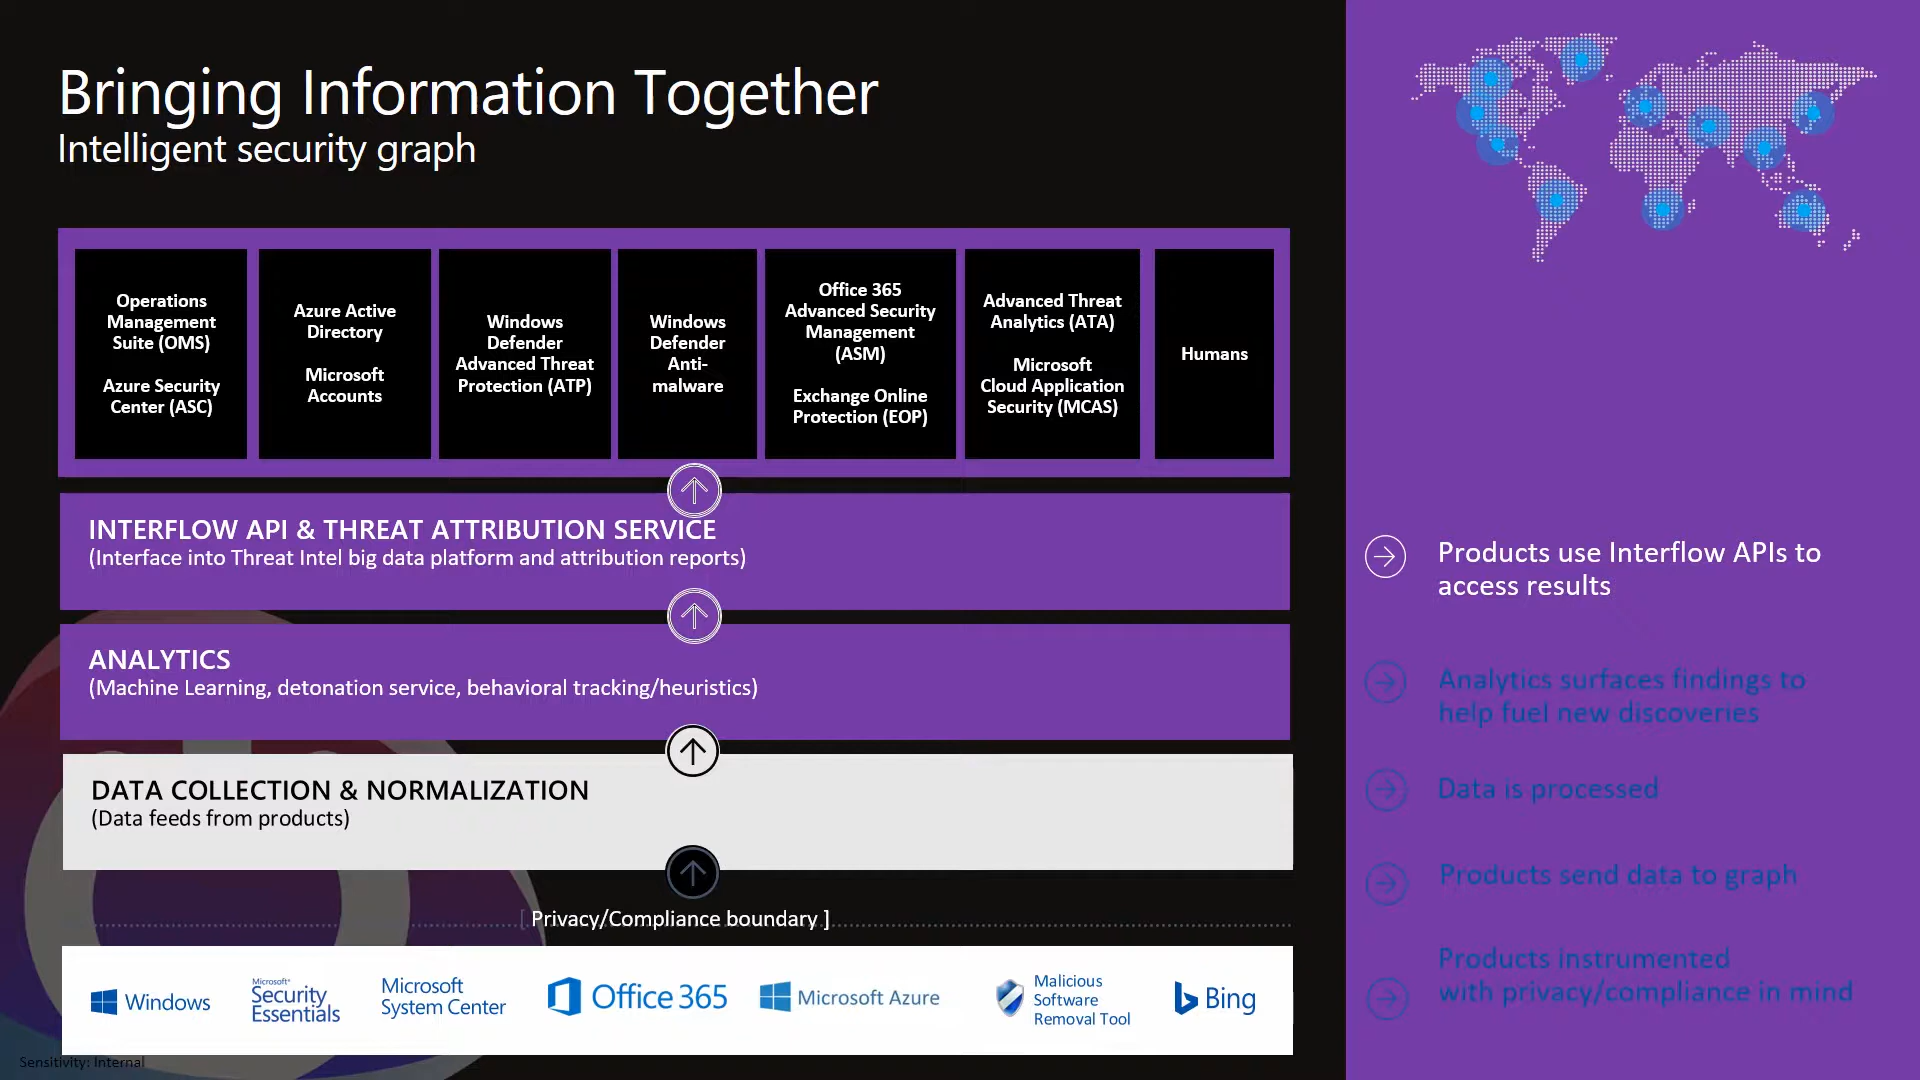 Bringing Information Together
Intelligent security graph
Operations
Management
Suite (OMS)
Azure Security
Center (ASC)
Azure Active
Directory
Microsoft
Accounts
Windows
Defender
Advanced Threat
Protection (ATP)
Windows
Defender
Anti-
malware
Office 365
Advanced Security
Management
(ASM)
Exchange Online
Protection (EOP)
Advanced Threat
Analytics (ATA)
Microsoft
Cloud Application
Security (MCAS)
Humans
INTERFLOW API & THREAT ATTRIBUTION SERVICE
(Interface into Threat Intel big data platform and attribution reports)
ANALYTICS
(Machine Learning, detonation service, behavioral tracking/heuristics)
DATA COLLECTION & NORMALIZATION
(Data feeds from products)
[ Privacy/Compliance boundary ]
Windows
Microsoft®
Security
Essentials
Microsoft
System Center
Office 365
Microsoft Azure
Malicious
Software
Removal Tool
Bing
Sensitivity: Internal
Products use Interflow APIs to
access results
Analytics surfaces findings to
help fuel new discoveries
Data is processed
Products send data to graph
Products instrumented
with privacy/compliance in mind